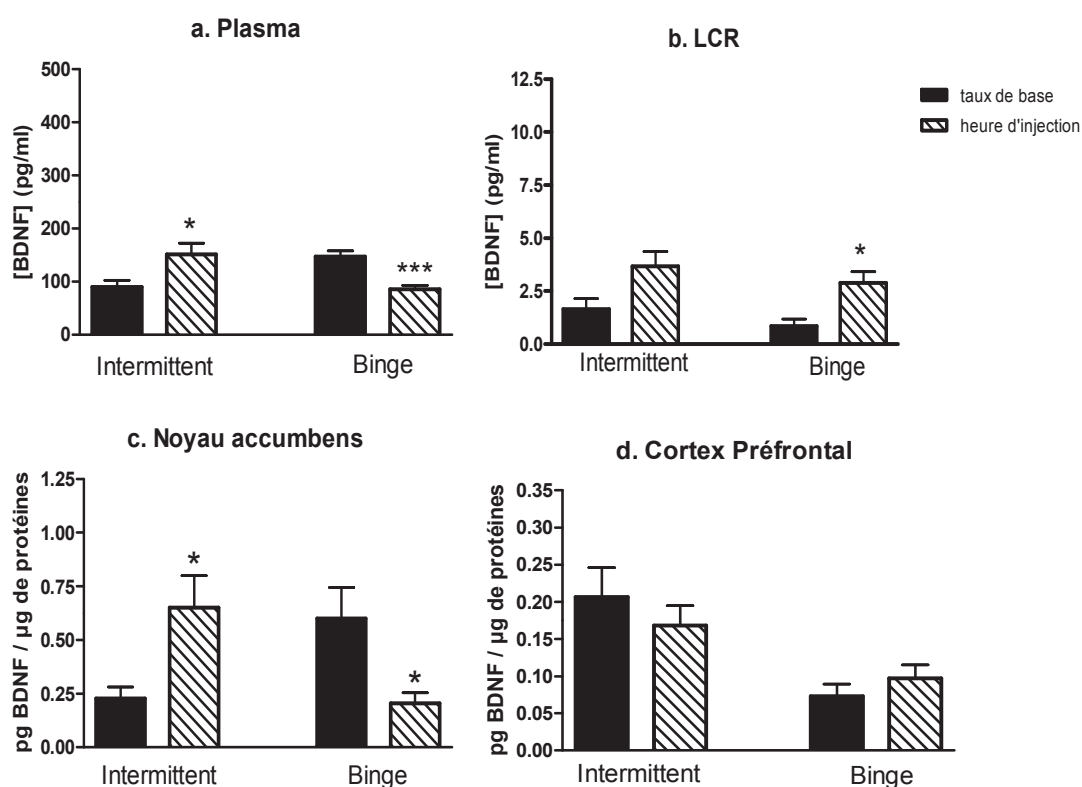 a. Plasma
500
400
300
200
100
0
[BDNF] (pg/ml)
*
***
Intermittent Binge
b. LCR
12.5
10.0
7.5
5.0
2.5
0.0
[BDNF] (pg/ml)
*
Intermittent Binge
taux de base
heure d'injection
c. Noyau accumbens
1.25
1.00
0.75
0.50
0.25
0.00
pg BDNF / µg de protéines
*
*
Intermittent Binge
d. Cortex Préfrontal
0.35
0.30
0.25
0.20
0.15
0.10
0.05
0.00
pg BDNF / µg de protéines
Intermittent Binge